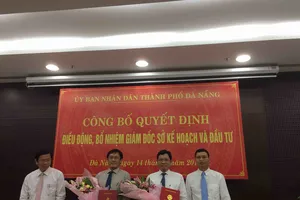 ỦY BAN NHÂN DÂN THÀNH PHỐ ĐÀ NẴNG
CÔNG BỐ QUYẾT ĐỊNH
ĐIỀU ĐỘNG, BỔ NHIỆM GIÁM ĐỐC SỞ KẾ HOẠCH VÀ ĐẦU TƯ
Đà Nẵng, ngày 14 tháng